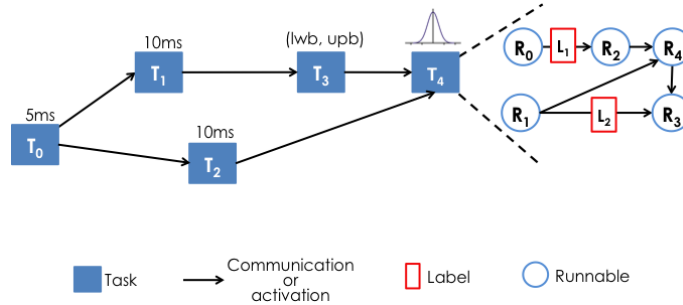 10ms
(lwb, upb)
R0 L1 R2 R4
T1
T3
T4
5ms
R1
10ms
L2
R3
T0
T2
Task
Communication
or
activation
Label
Runnable